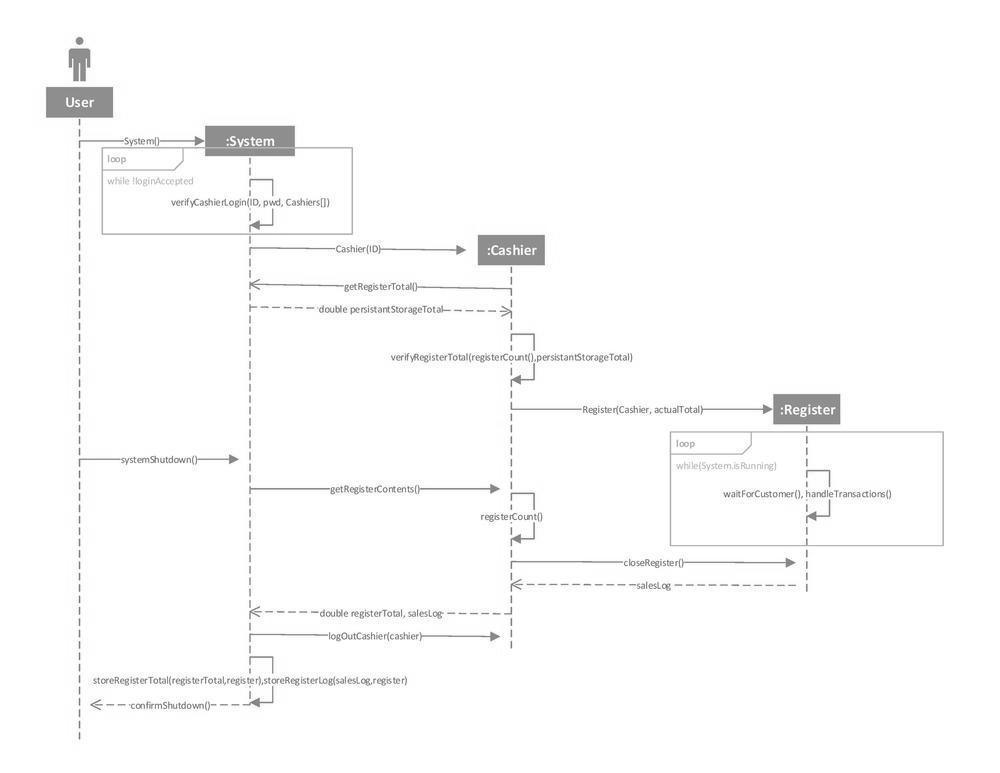 User
System()
:System
loop
while !loginAccepted
verifyCashierLogin(ID, pwd, Cashiers[])
Cashier(ID)
:Cashier
getRegisterTotal()
double persistantStorageTotal
verifyRegisterTotal(registerCount(),persistantStorageTotal)
Register(Cashier, actualTotal)
:Register
loop
while(System.isRunning)
systemShutdown()
getRegisterContents()
waitForCustomer(), handleTransactions()
registerCount()
closeRegister()
salesLog
double registerTotal, salesLog
logOutCashier(cashier)
storeRegisterTotal(registerTotal,register),storeRegisterLog(salesLog,register)
confirmShutdown()